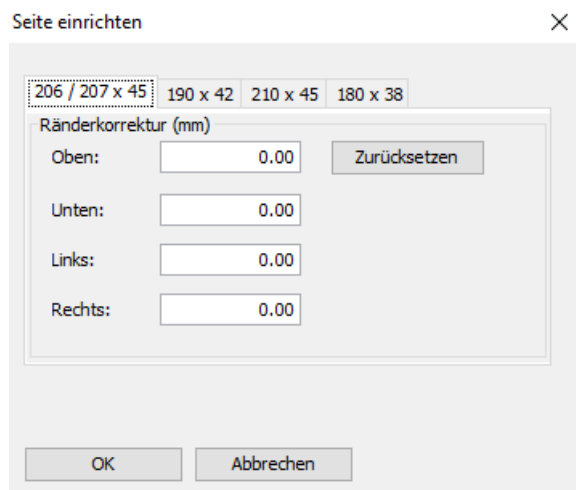 Seite einrichten
206 / 207 x 45 190 x 42 210 x 45 180 x 38
Ränderkorrektur (mm)
Oben: 0.00 Zurücksetzen
Unten: 0.00
Links: 0.00
Rechts: 0.00
OK Abbrechen